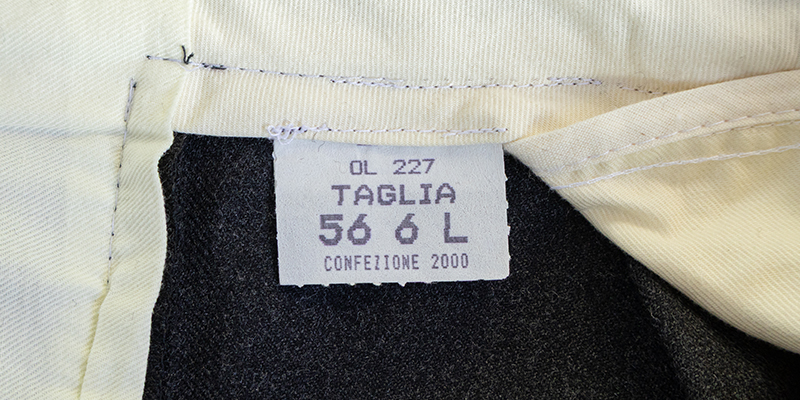 OL 227
TAGLIA
56 6 L
CONFEZIONE 2000